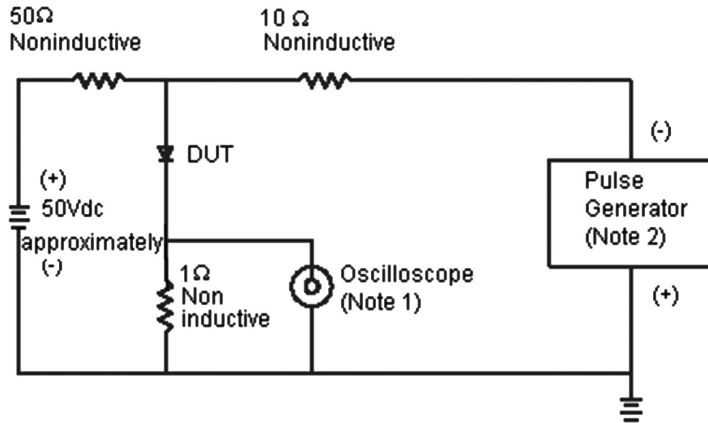 50Ω
Noninductive
10 Ω
Noninductive
DUT
(+)
50Vdc
approximately
(-)
1Ω
Non
inductive
Oscilloscope
(Note 1)
(-)
Pulse
Generator
(Note 2)
(+)